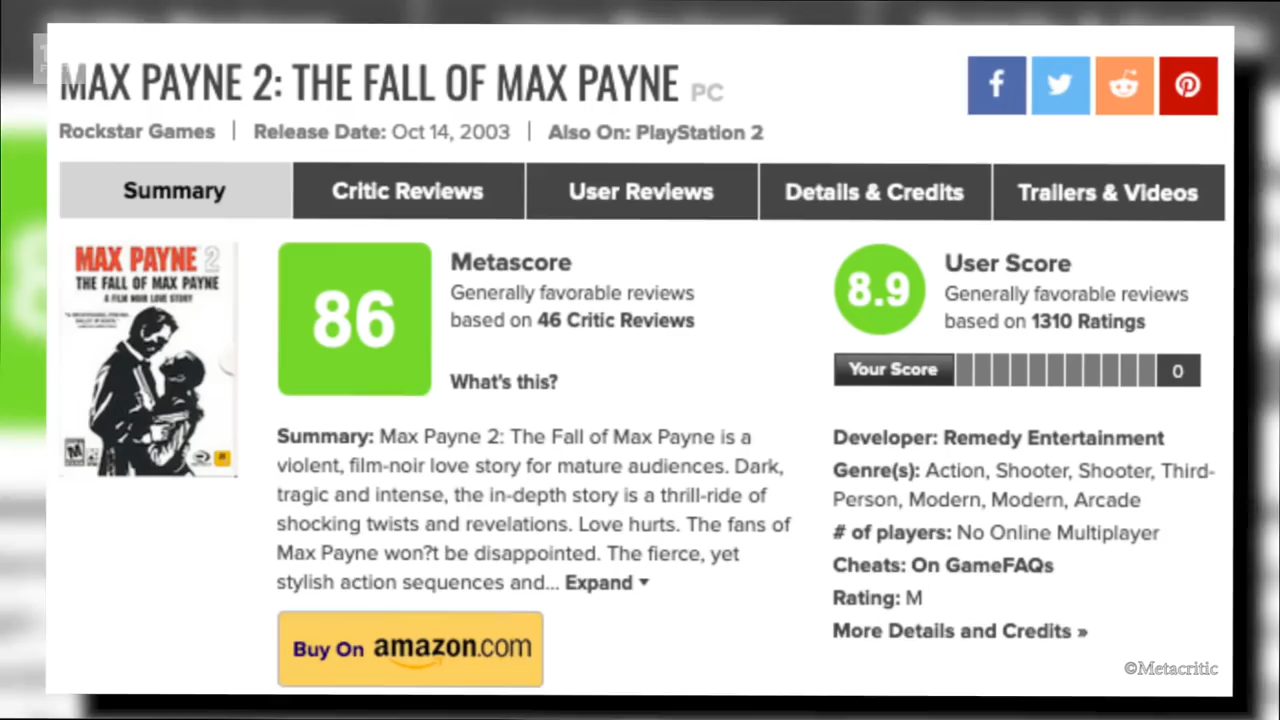 MAX PAYNE 2: THE FALL OF MAX PAYNE PC
Rockstar Games | Release Date: Oct 14, 2003 | Also On: PlayStation 2
Summary
Critic Reviews
User Reviews
Details & Credits
Trailers & Videos
MAX PAYNE 2
THE FALL OF MAX PAYNE
A FILM NOIR LOVE STORY
M
86
Metascore
Generally favorable reviews
based on 46 Critic Reviews
What's this?
Summary: Max Payne 2: The Fall of Max Payne is a
violent, film-noir love story for mature audiences. Dark,
tragic and intense, the in-depth story is a thrill-ride of
shocking twists and revelations. Love hurts. The fans of
Max Payne won?t be disappointed. The fierce, yet
stylish action sequences and... Expand
Buy On amazon.com
8.9
User Score
Generally favorable reviews
based on 1310 Ratings
Your Score 0
Developer: Remedy Entertainment
Genre(s): Action, Shooter, Shooter, Third-
Person, Modern, Modern, Arcade
# of players: No Online Multiplayer
Cheats: On GameFAQs
Rating: M
More Details and Credits »
©Metacritic